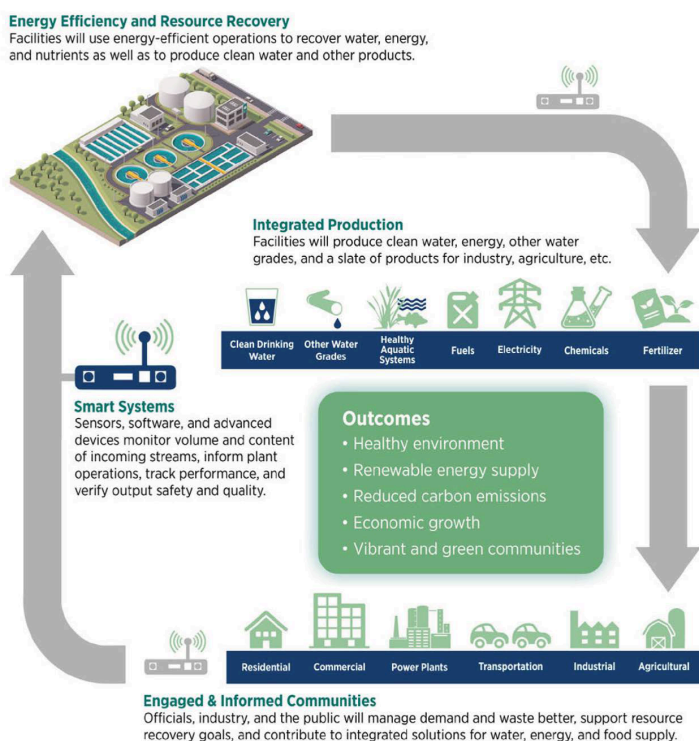 Energy Efficiency and Resource Recovery
Facilities will use energy-efficient operations to recover water, energy,
and nutrients as well as to produce clean water and other products.
Integrated Production
Facilities will produce clean water, energy, other water
grades, and a slate of products for industry, agriculture, etc.
Clean Drinking
Water
Other Water
Grades
Healthy
Aquatic
Systems
Fuels
Electricity
Chemicals
Fertilizer
Smart Systems
Sensors, software, and advanced
devices monitor volume and content
of incoming streams, inform plant
operations, track performance, and
verify output safety and quality.
Outcomes
• Healthy environment
• Renewable energy supply
• Reduced carbon emissions
• Economic growth
• Vibrant and green communities
Residential
Commercial
Power Plants
Transportation
Industrial
Agricultural
Engaged & Informed Communities
Officials, industry, and the public will manage demand and waste better, support resource
recovery goals, and contribute to integrated solutions for water, energy, and food supply.